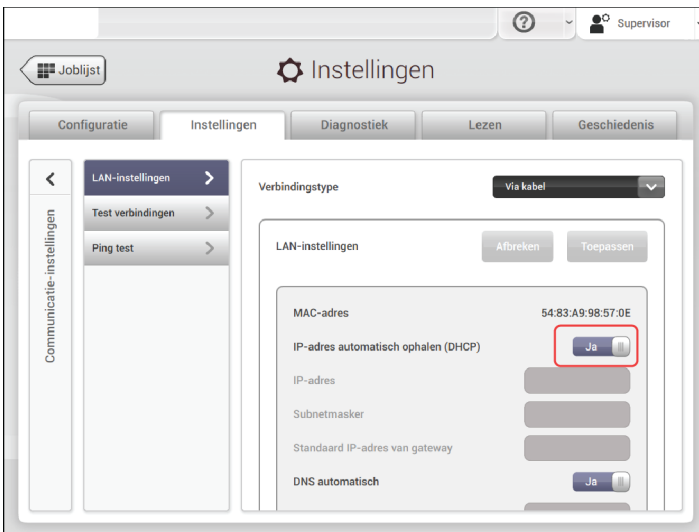 ?
Supervisor
Joblijst
Instellingen
Configuratie
Instellingen
Diagnostiek
Lezen
Geschiedenis
Communicatie-instellingen
LAN-instellingen
Test verbindingen
Ping test
Verbindingstype
Via kabel
LAN-instellingen
Afbreken
Toepassen
MAC-adres
54:83:A9:98:57:0E
IP-adres automatisch ophalen (DHCP)
Ja
IP-adres
Subnetmasker
Standaard IP-adres van gateway
DNS automatisch
Ja